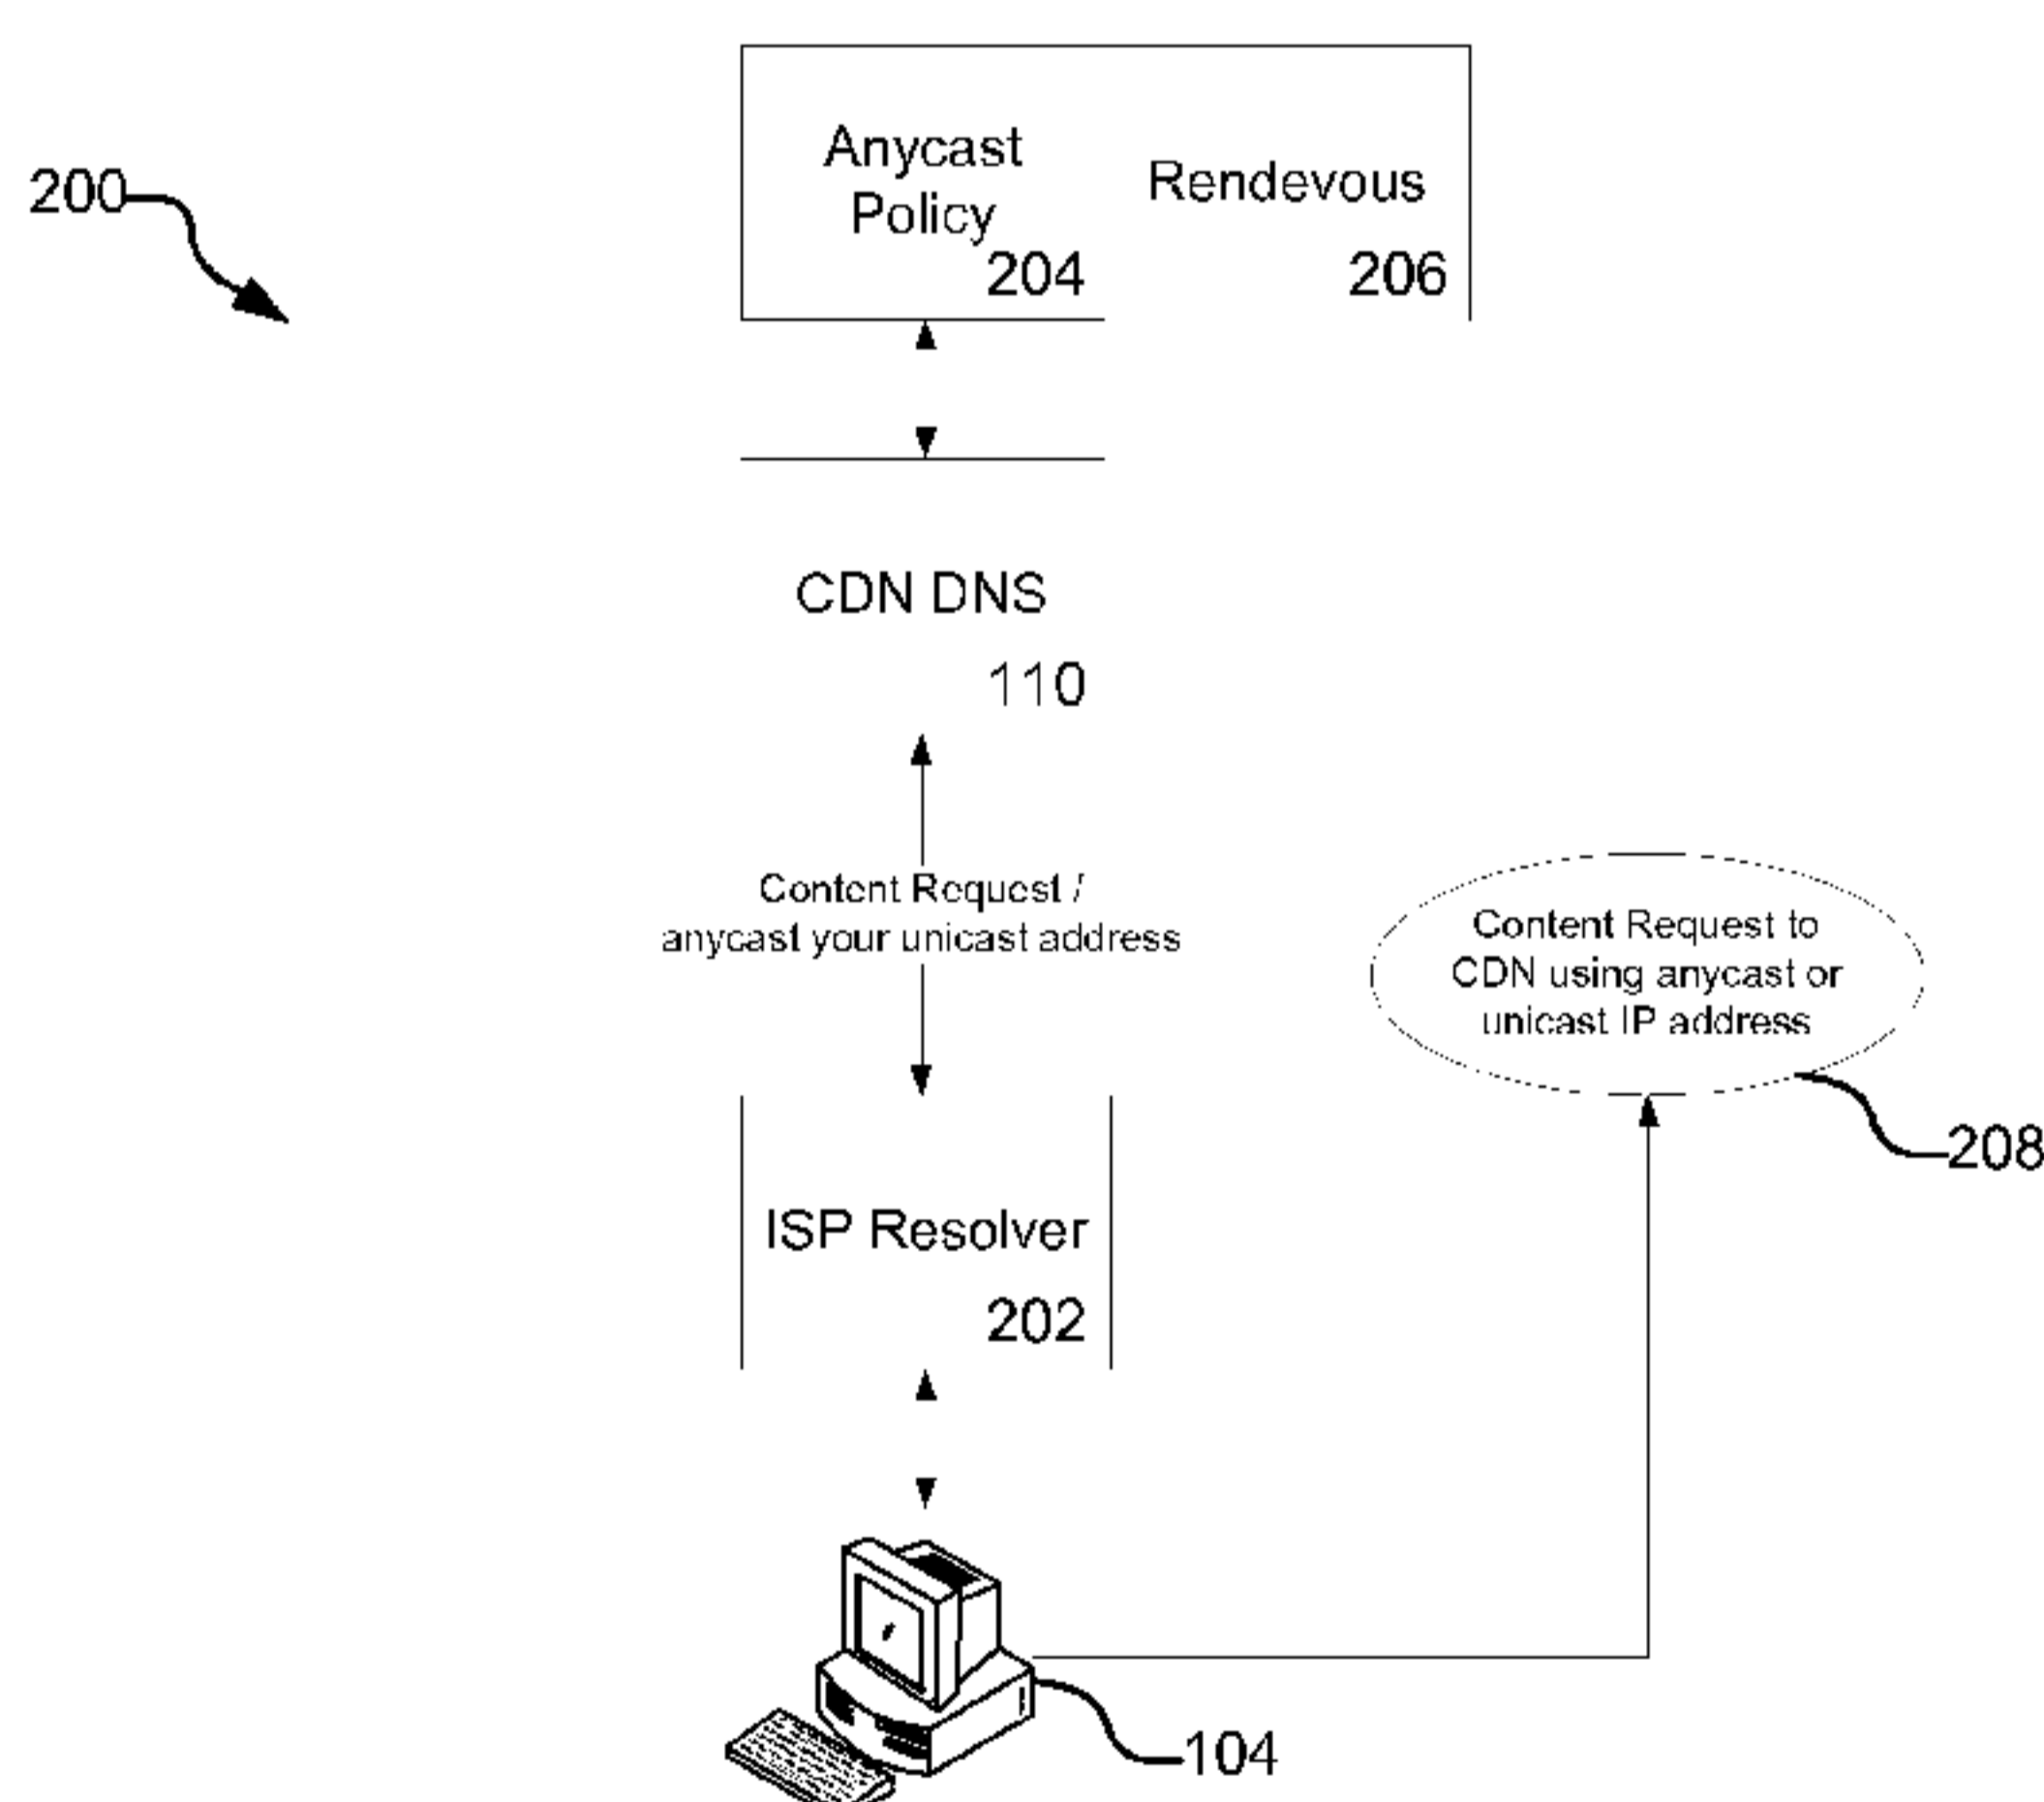 200
Anycast
Policy
204
Rendevous
206
CDN DNS
110
Content Request /
anycast your unicast address
Content Request to
CDN using anycast or
unicast IP address
208
ISP Resolver
202
104